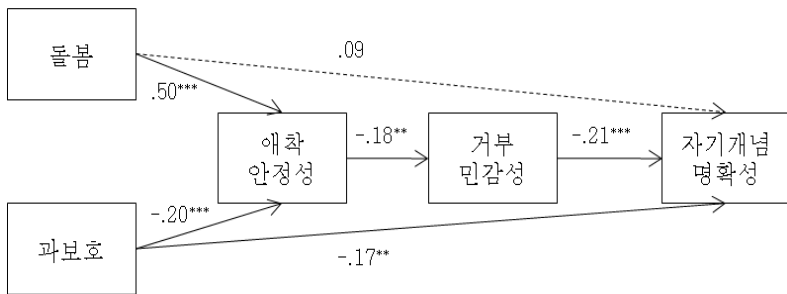 돌봄
.09
.50***
애착
안정성
-.18**
거부
민감성
-.21***
자기개념
명확성
-.20***
과보호
-.17**